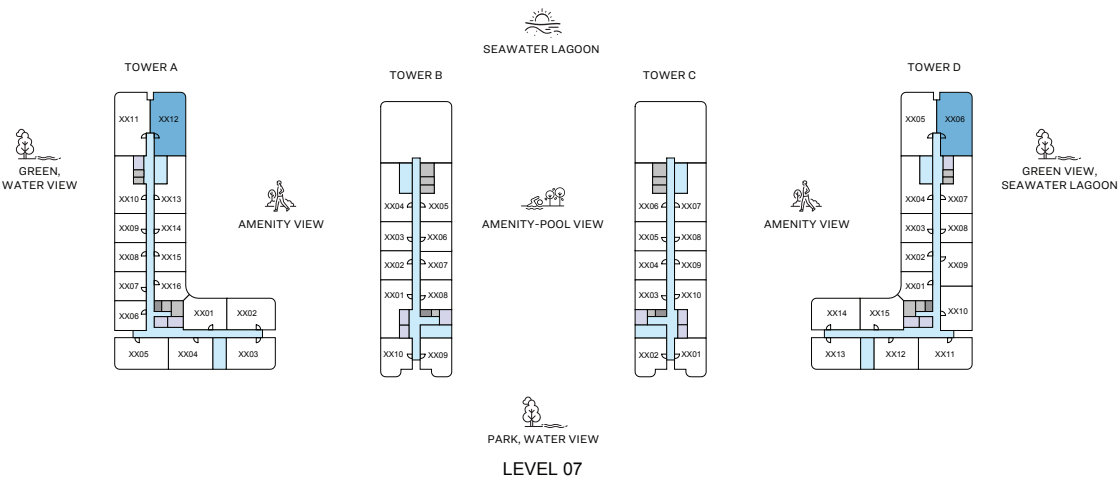 SEAWATER LAGOON
TOWER A
TOWER B
TOWER C
TOWER D
XX11
XX12
XX10
XX13
XX09
XX14
XX08
XX15
XX07
XX16
XX06
XX01
XX02
XX05
XX04
XX03
XX04
XX05
XX03
XX06
XX02
XX07
XX01
XX08
XX10
XX09
XX06
XX07
XX05
XX08
XX04
XX09
XX03
XX10
XX02
XX01
XX05
XX06
XX04
XX07
XX03
XX08
XX02
XX09
XX01
XX10
XX14
XX15
XX13
XX12
XX11
GREEN,
WATER VIEW
AMENITY VIEW
AMENITY-POOL VIEW
AMENITY VIEW
GREEN VIEW,
SEAWATER LAGOON
PARK, WATER VIEW
LEVEL 07